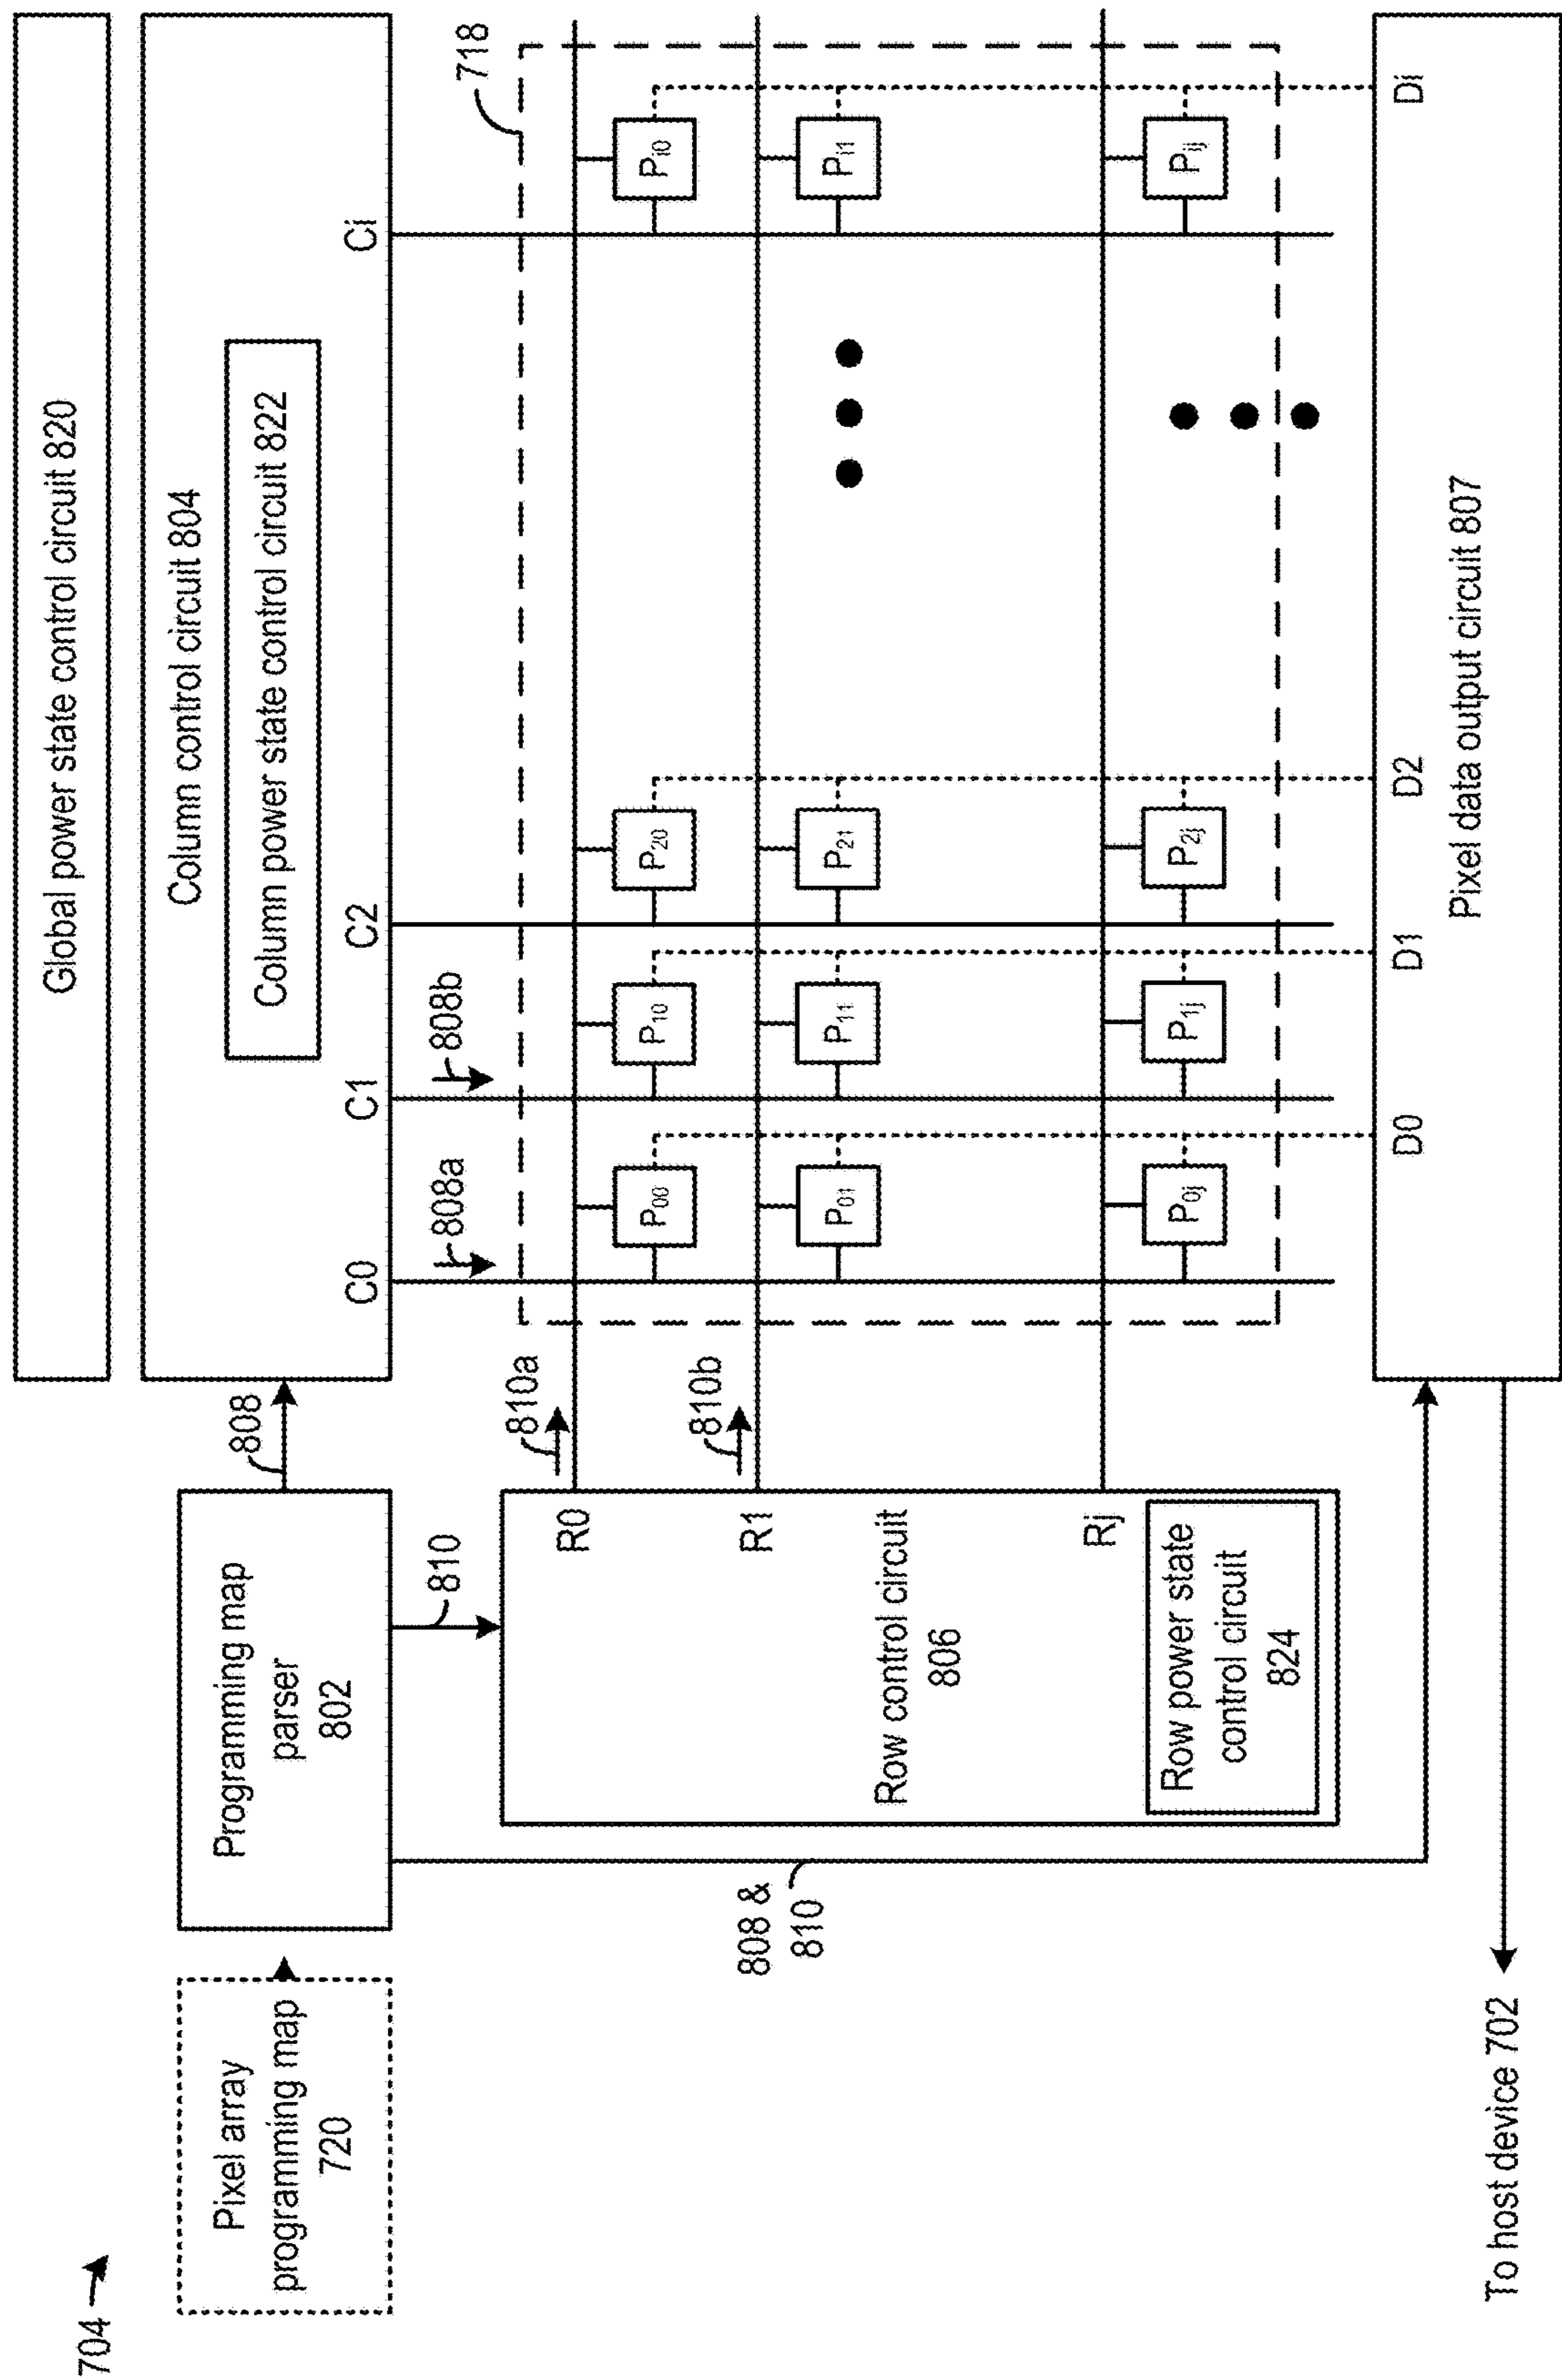 704
Global power state control circuit 820
Column control circuit 804
Column power state control circuit 822
Pixel array
programming map
720
Programming map
parser
802
808
C0
C1
C2
Ci
808a
808b
718
810
810a
810b
R0
R1
Rj
Row control circuit
806
Row power state
control circuit
824
P00
P10
P20
Pi0
P01
P11
P21
Pi1
P0j
P1j
P2j
Pij
808 &
810
D0
D1
D2
Di
Pixel data output circuit 807
To host device 702